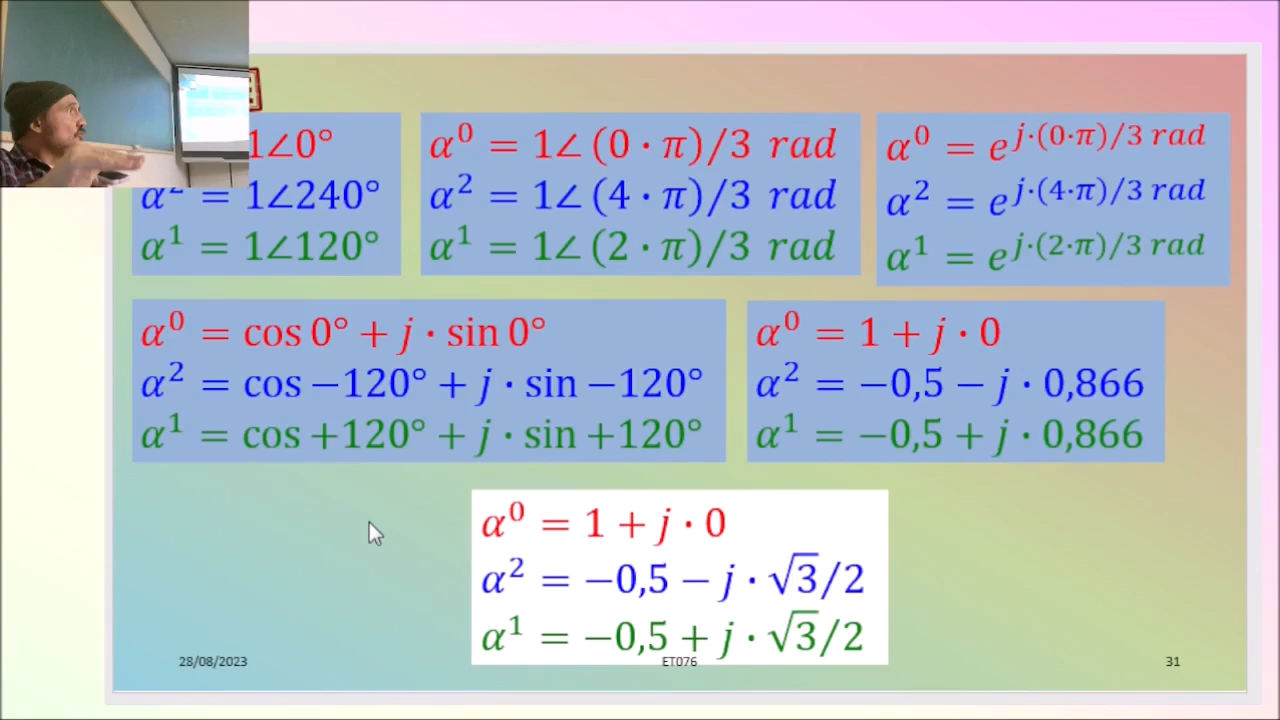 1∠0°
α² = 1∠240°
α¹ = 1∠120°
α⁰ = 1∠(0·π)/3 rad
α² = 1∠(4·π)/3 rad
α¹ = 1∠(2·π)/3 rad
α⁰ = e^{j·(0·π)/3 rad}
α² = e^{j·(4·π)/3 rad}
α¹ = e^{j·(2·π)/3 rad}
α⁰ = cos 0° + j · sin 0°
α² = cos −120° + j · sin −120°
α¹ = cos +120° + j · sin +120°
α⁰ = 1 + j · 0
α² = −0,5 − j · 0,866
α¹ = −0,5 + j · 0,866
α⁰ = 1 + j · 0
α² = −0,5 − j · √3/2
α¹ = −0,5 + j · √3/2
28/08/2023
ET076
31